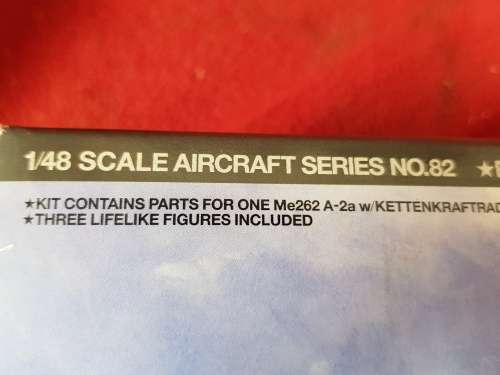 1/48 SCALE AIRCRAFT SERIES NO.82 ★
★KIT CONTAINS PARTS FOR ONE Me262 A-2a w/KETTENKRAFTRAD
★THREE LIFELIKE FIGURES INCLUDED